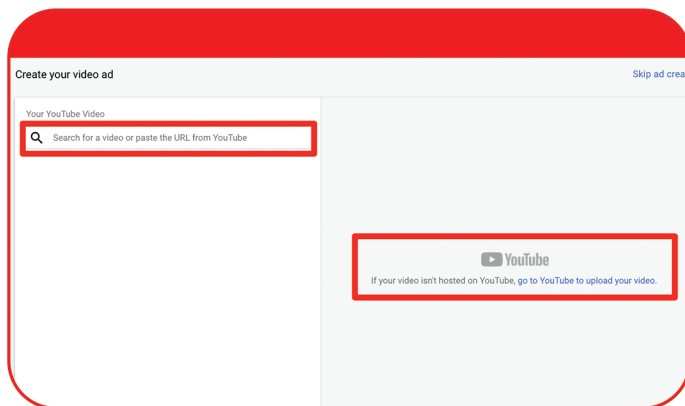 Create your video ad
Skip ad crea
Your YouTube Video
Search for a video or paste the URL from YouTube
YouTube
If your video isn't hosted on YouTube, go to YouTube to upload your video.